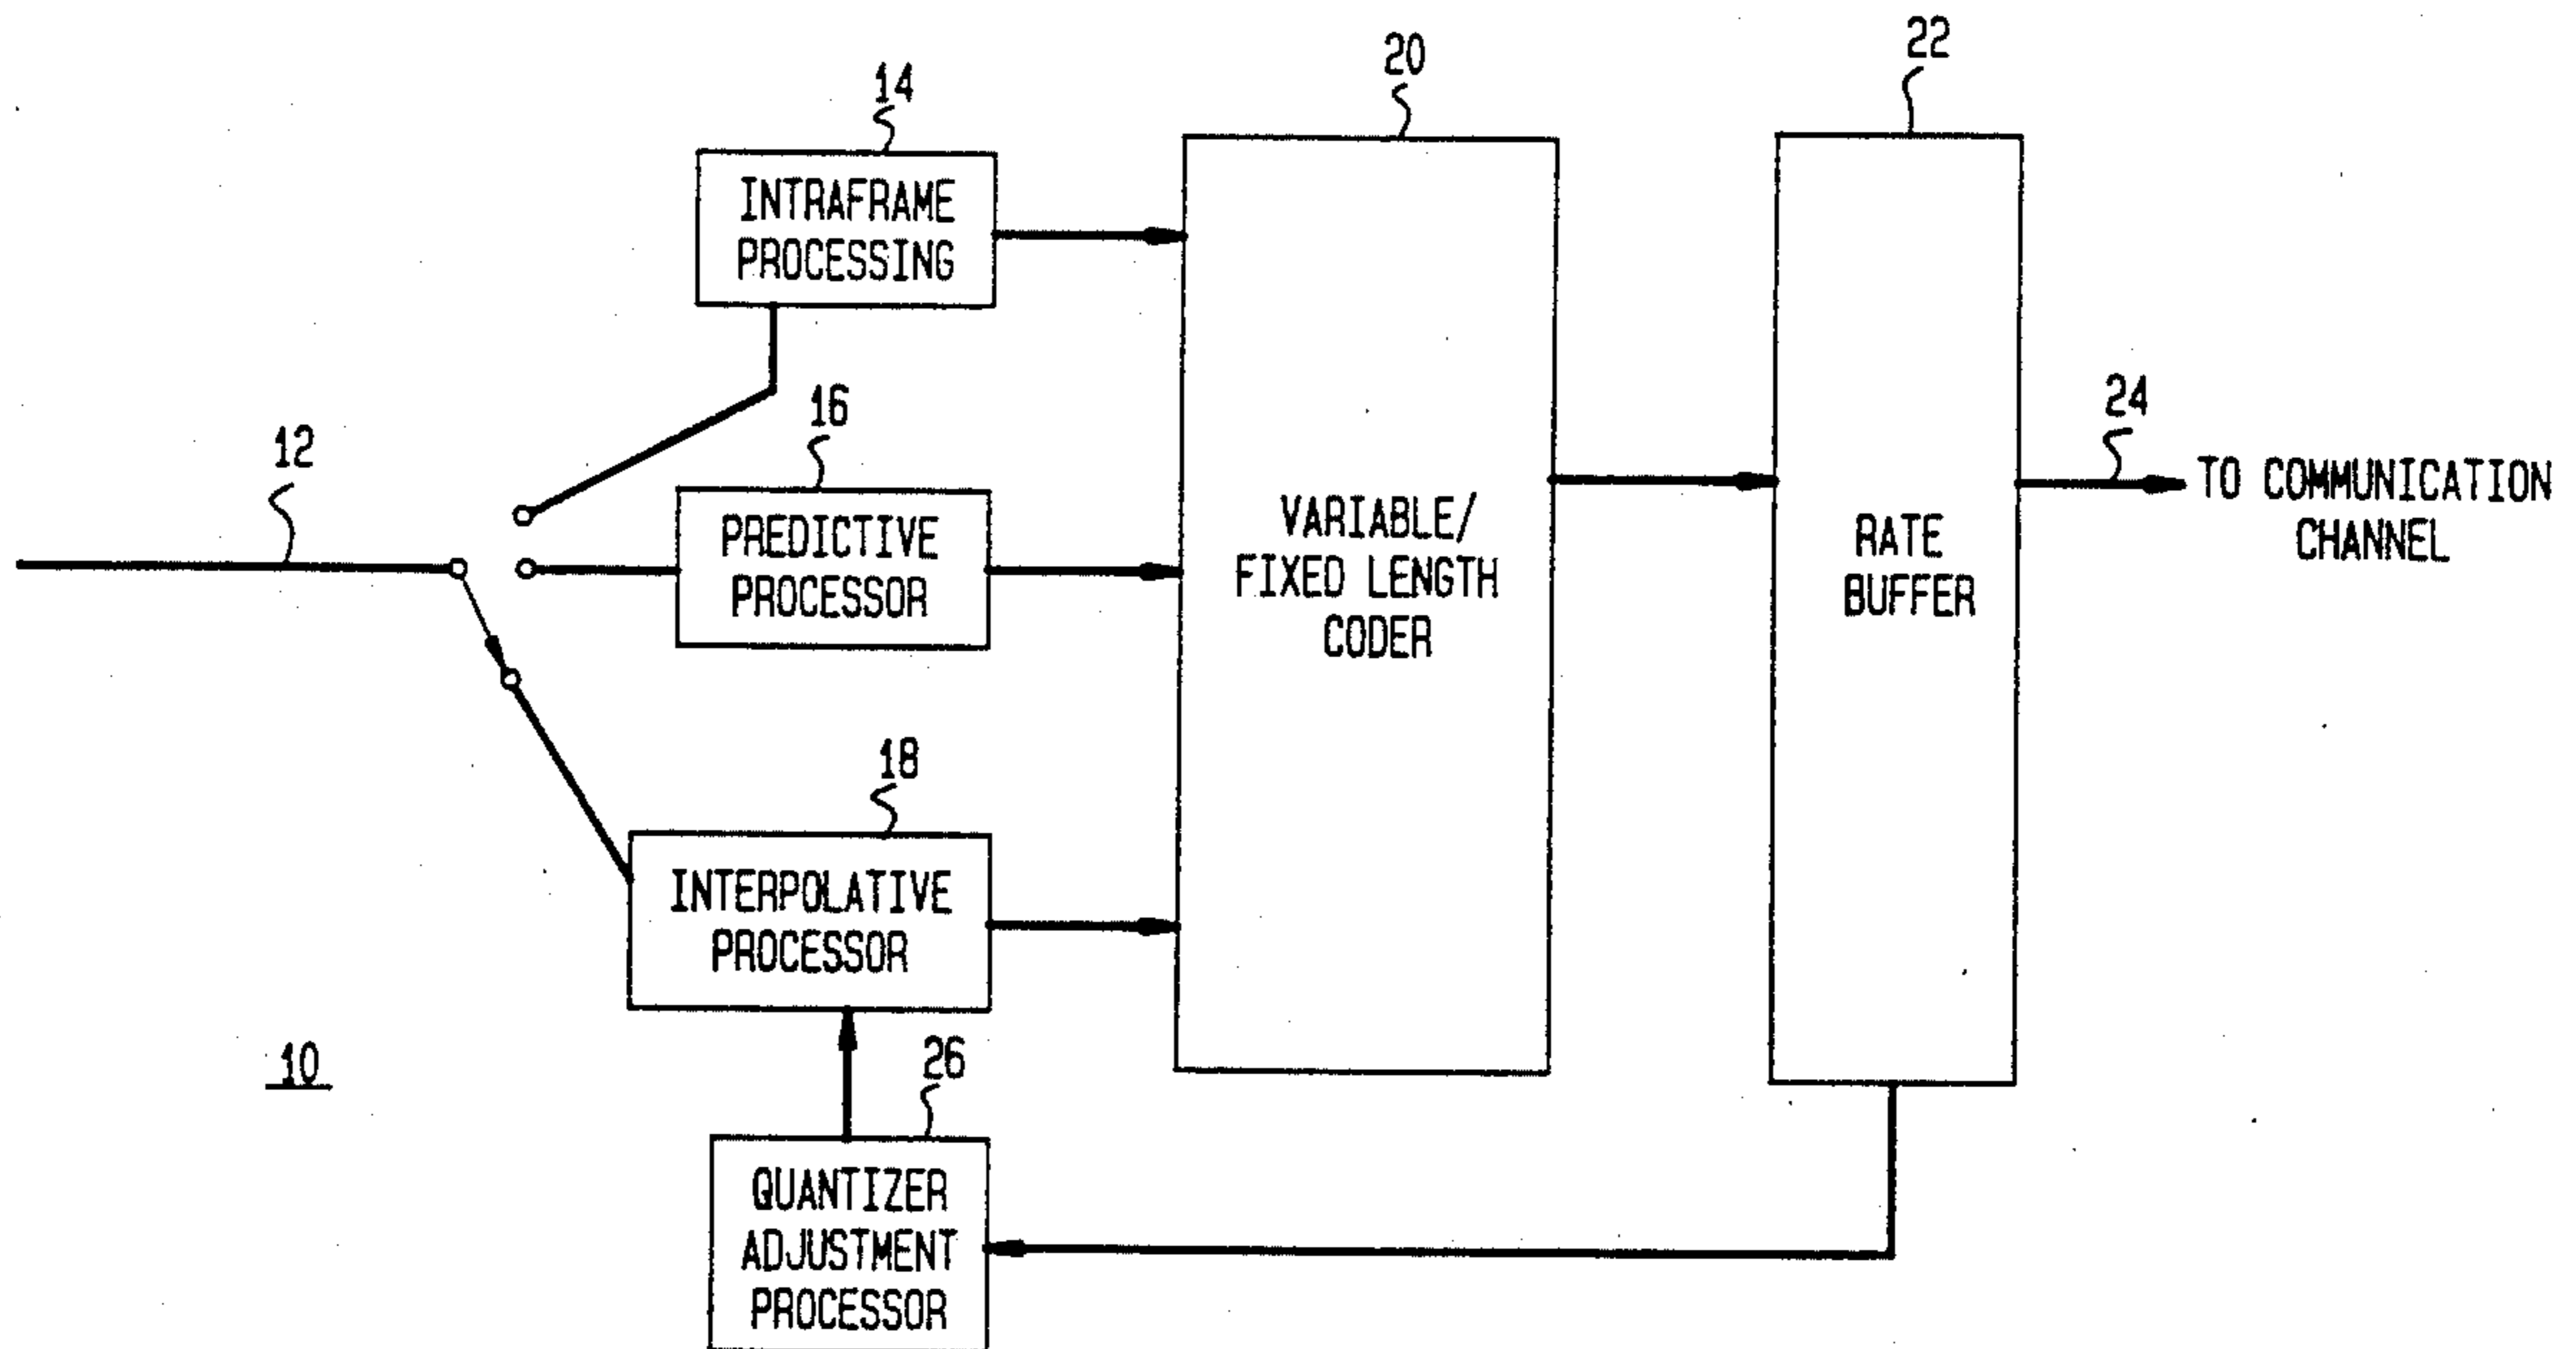 14
INTRAFRAME
PROCESSING
20
22
12
16
PREDICTIVE
PROCESSOR
VARIABLE/
FIXED LENGTH
CODER
RATE
BUFFER
24
TO COMMUNICATION
CHANNEL
18
INTERPOLATIVE
PROCESSOR
10
26
QUANTIZER
ADJUSTMENT
PROCESSOR